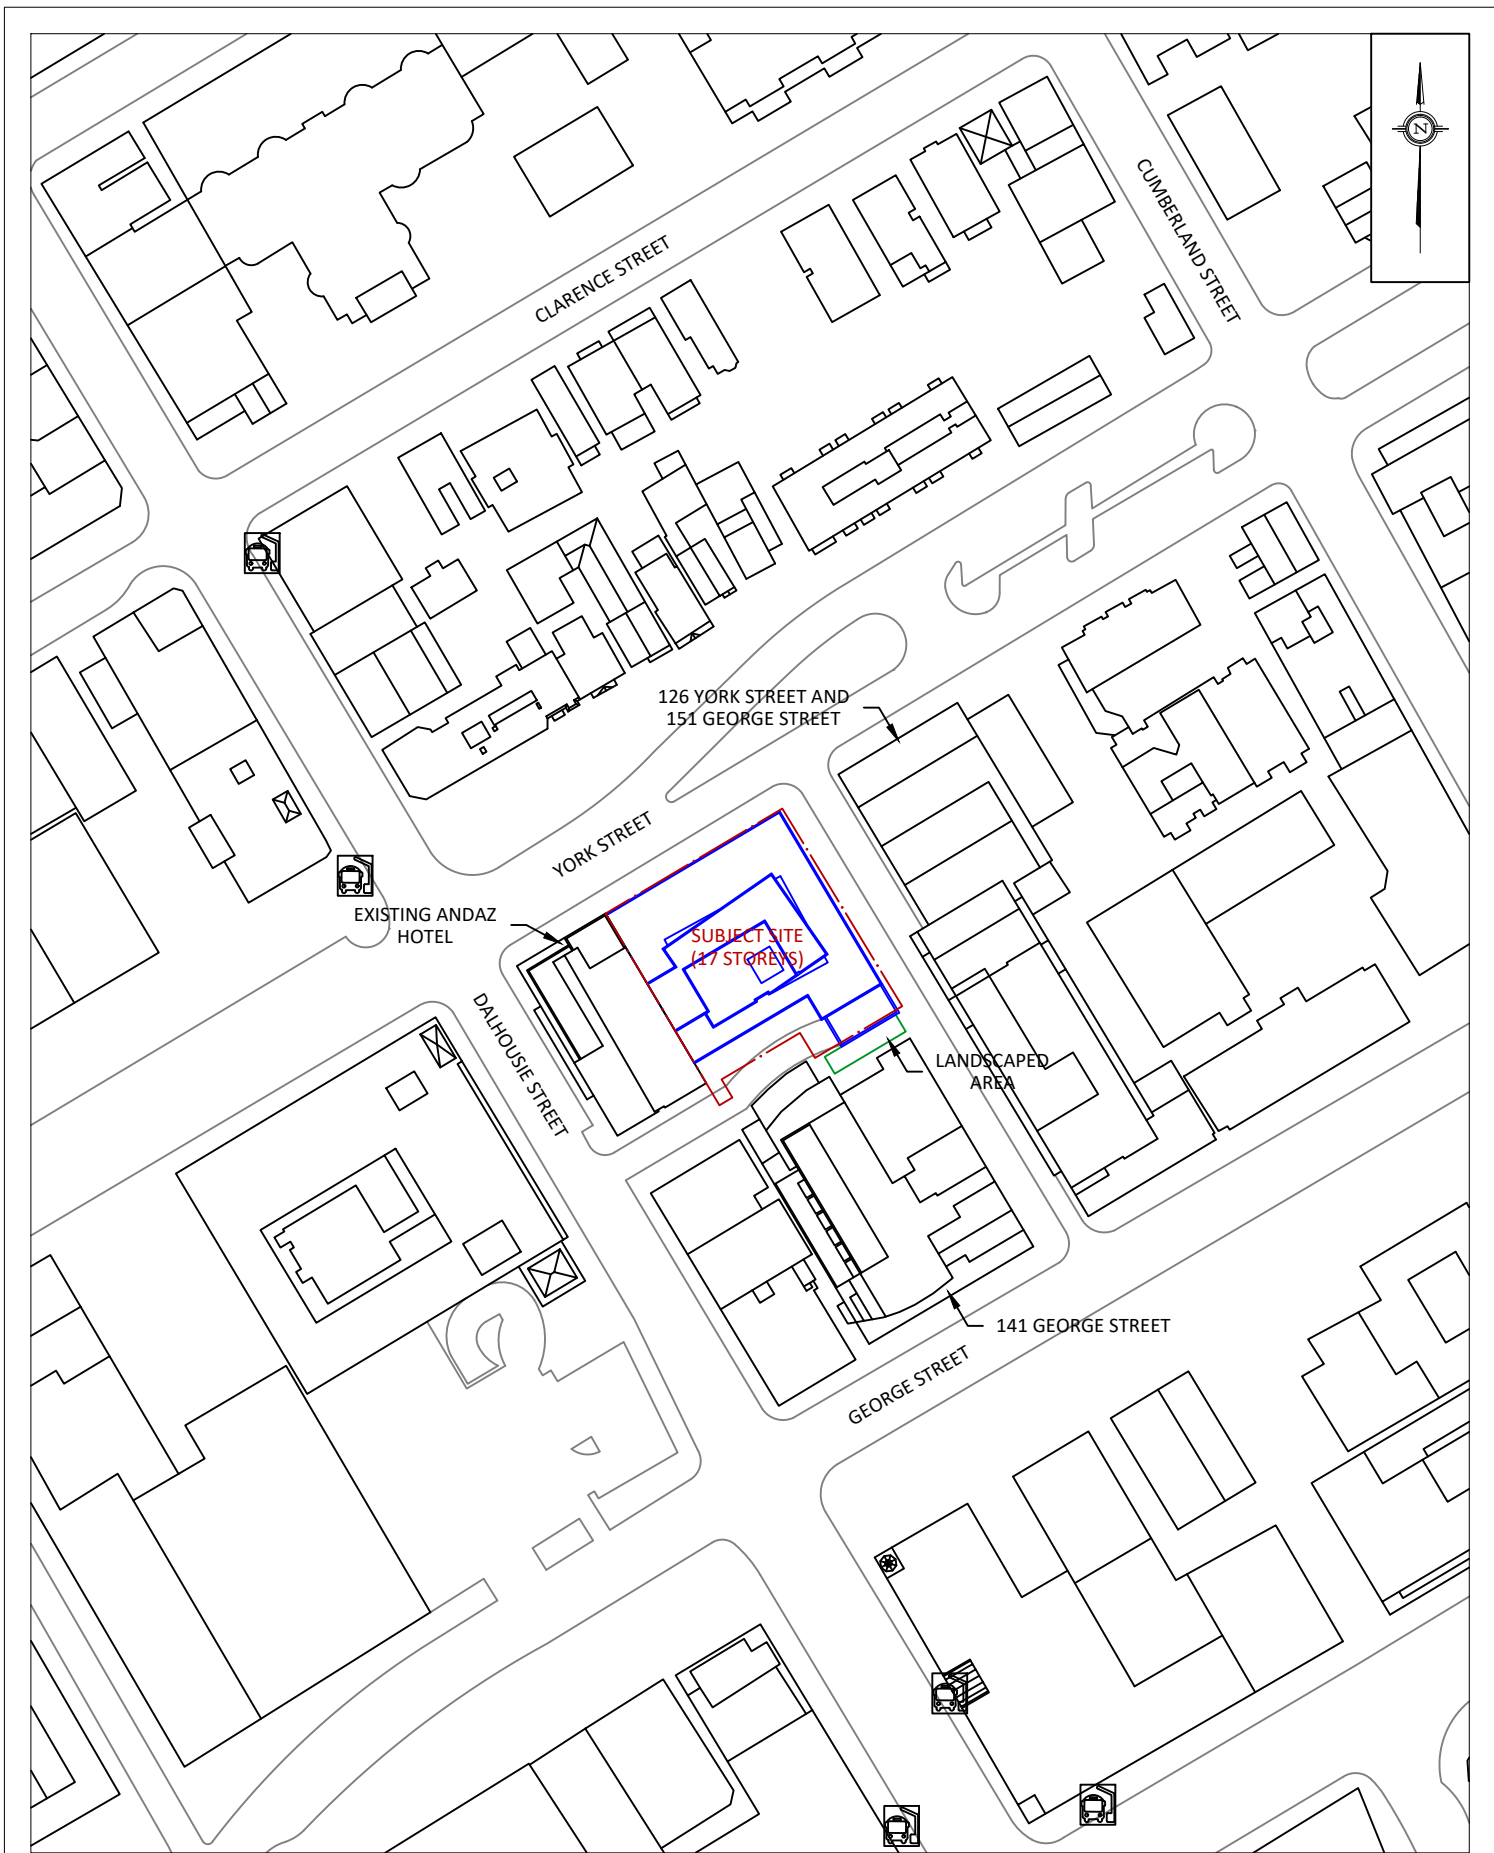 N
CUMBERLAND STREET
CLARENCE STREET
126 YORK STREET AND
151 GEORGE STREET
YORK STREET
EXISTING ANDAZ
HOTEL
SUBJECT SITE
(17 STOREYS)
DALHOUSIE STREET
LANDSCAPED
AREA
141 GEORGE STREET
GEORGE STREET